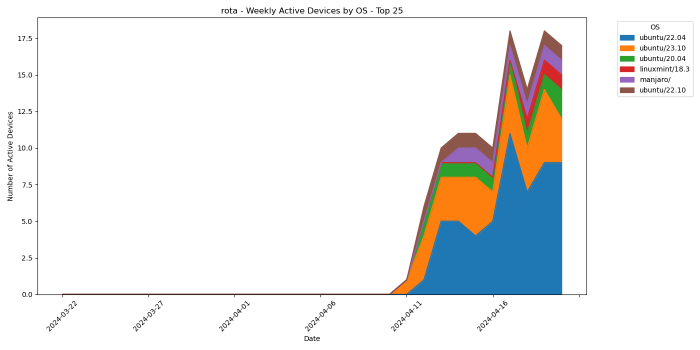 rota - Weekly Active Devices by OS - Top 25
OS
ubuntu/22.04
ubuntu/23.10
ubuntu/20.04
linuxmint/18.3
manjaro/
ubuntu/22.10
Number of Active Devices
17.5
15.0
12.5
10.0
7.5
5.0
2.5
0.0
2024-03-22
2024-03-27
2024-04-01
2024-04-06
2024-04-11
2024-04-16
Date